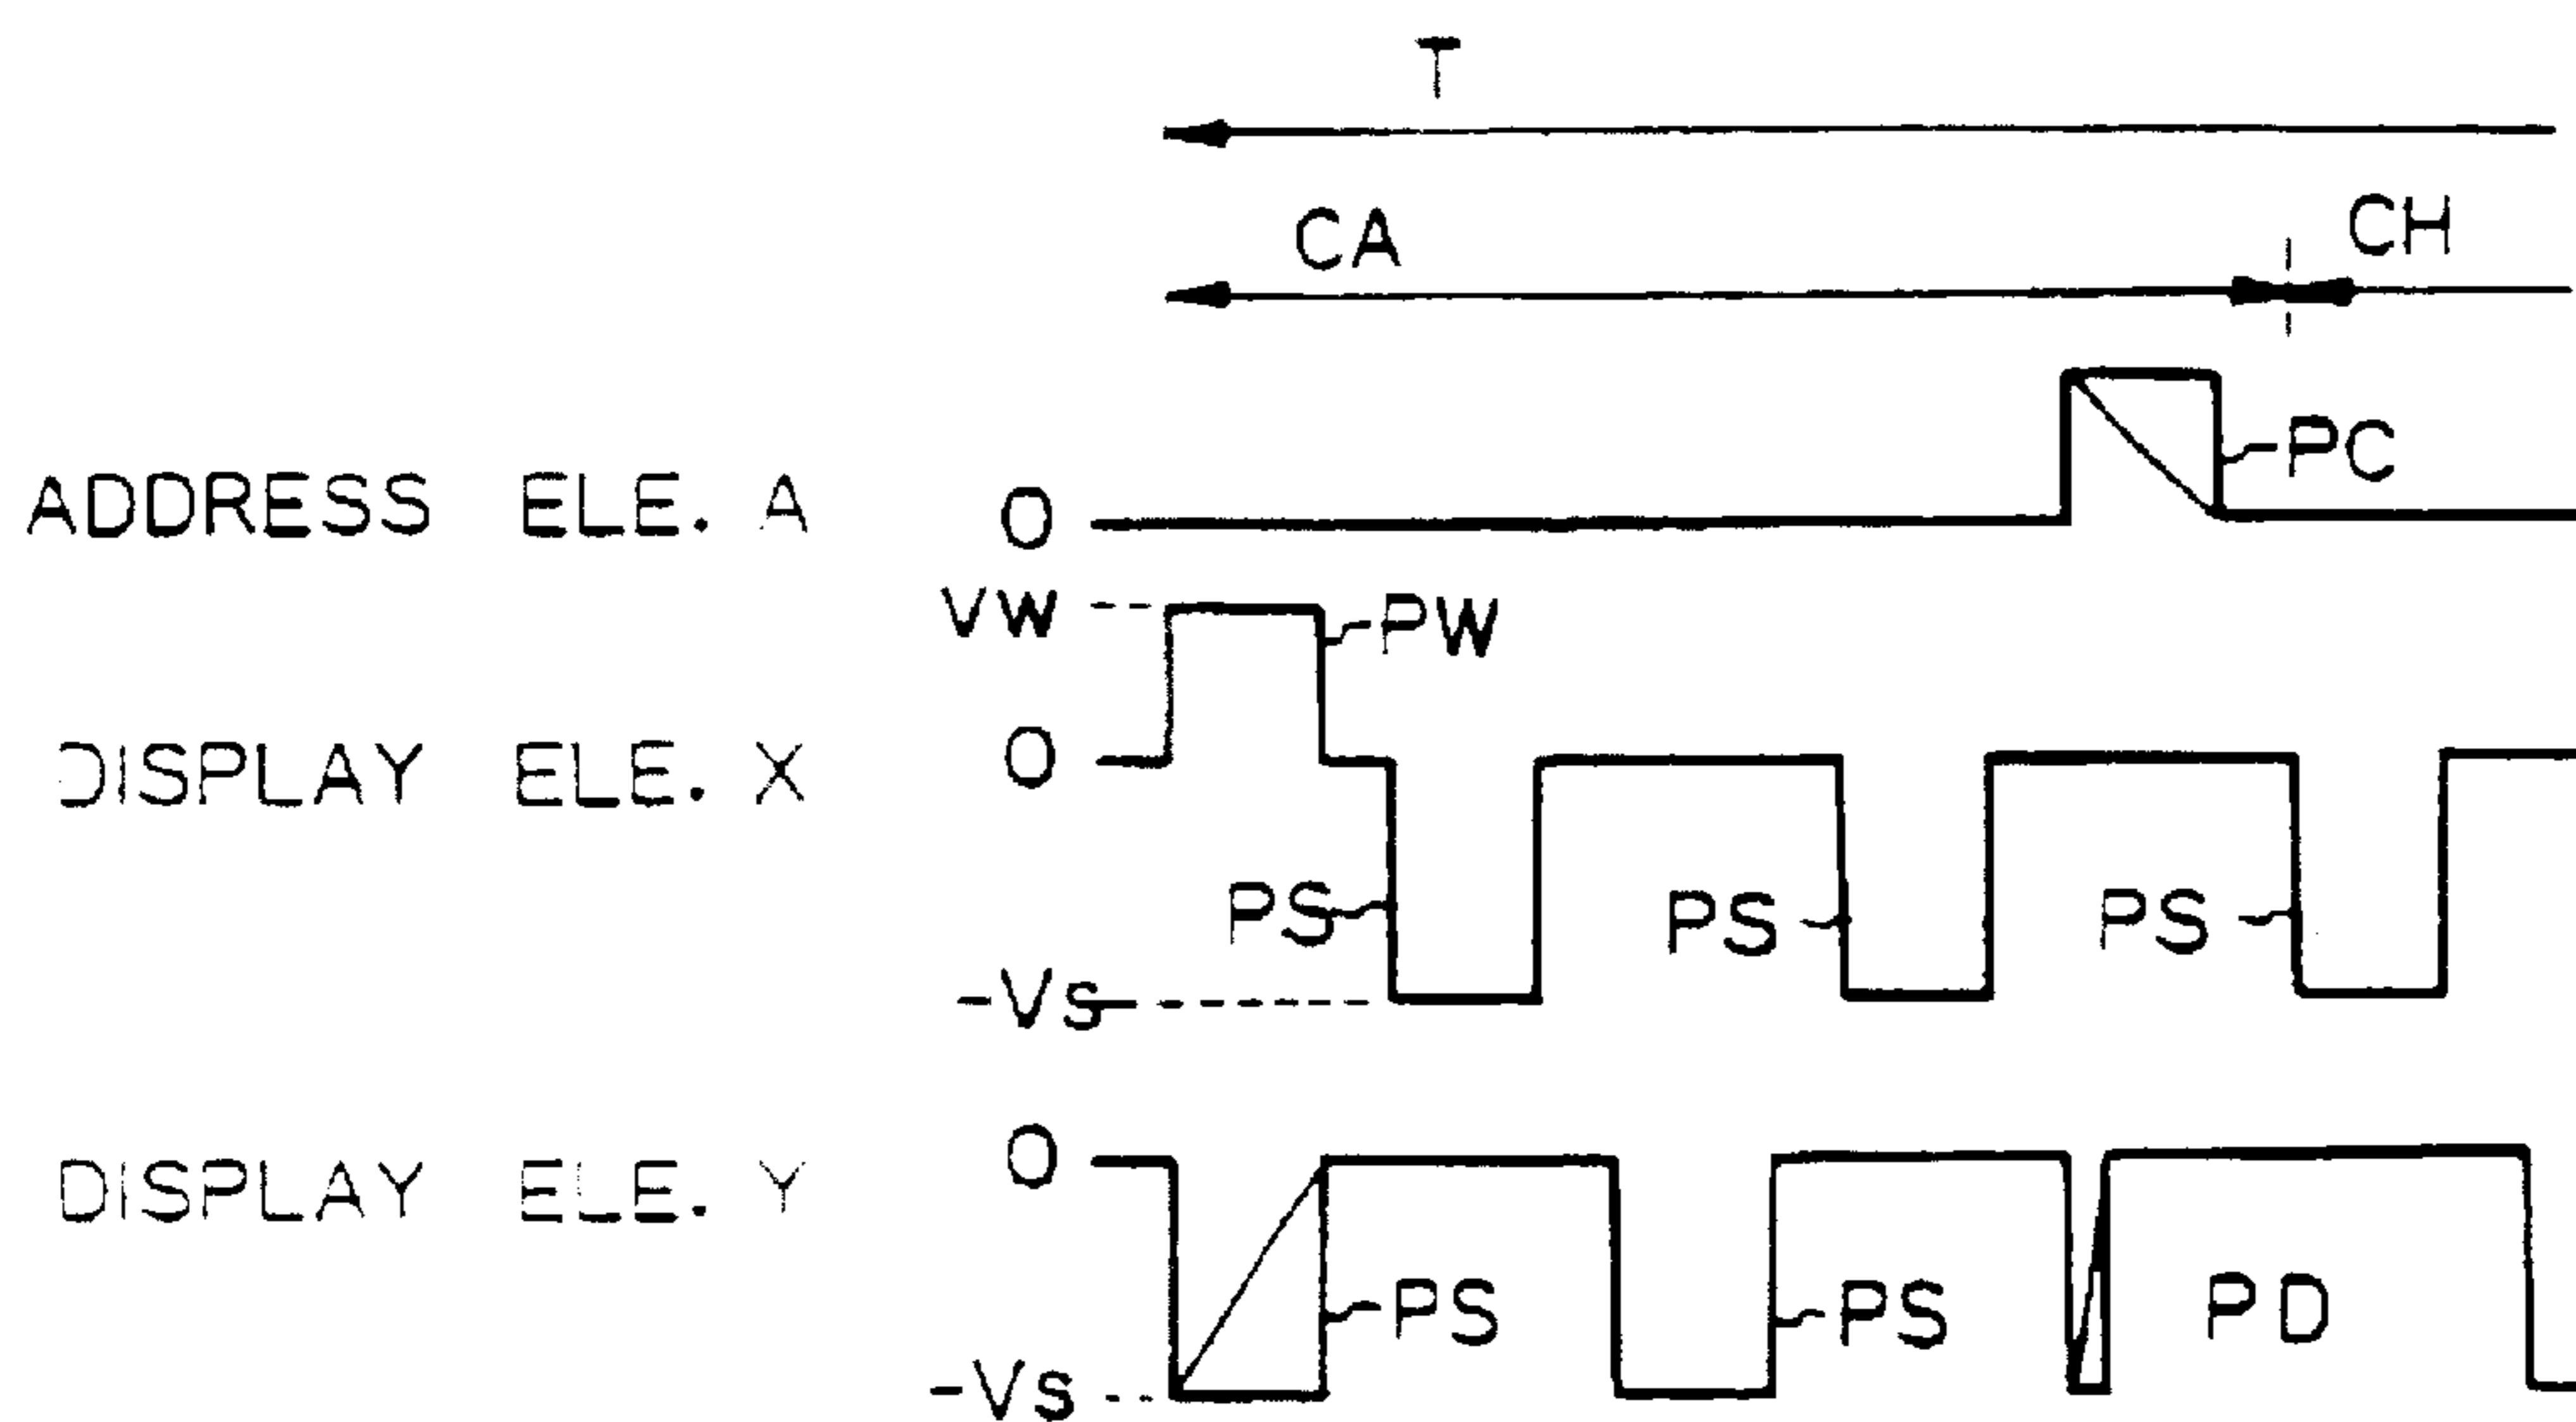 T
CA CH
PC
ADDRESS ELE. A 0
VW PW
DISPLAY ELE. X 0
PS PS PS
-Vs
DISPLAY ELE. Y 0
PS PS PD
-Vs